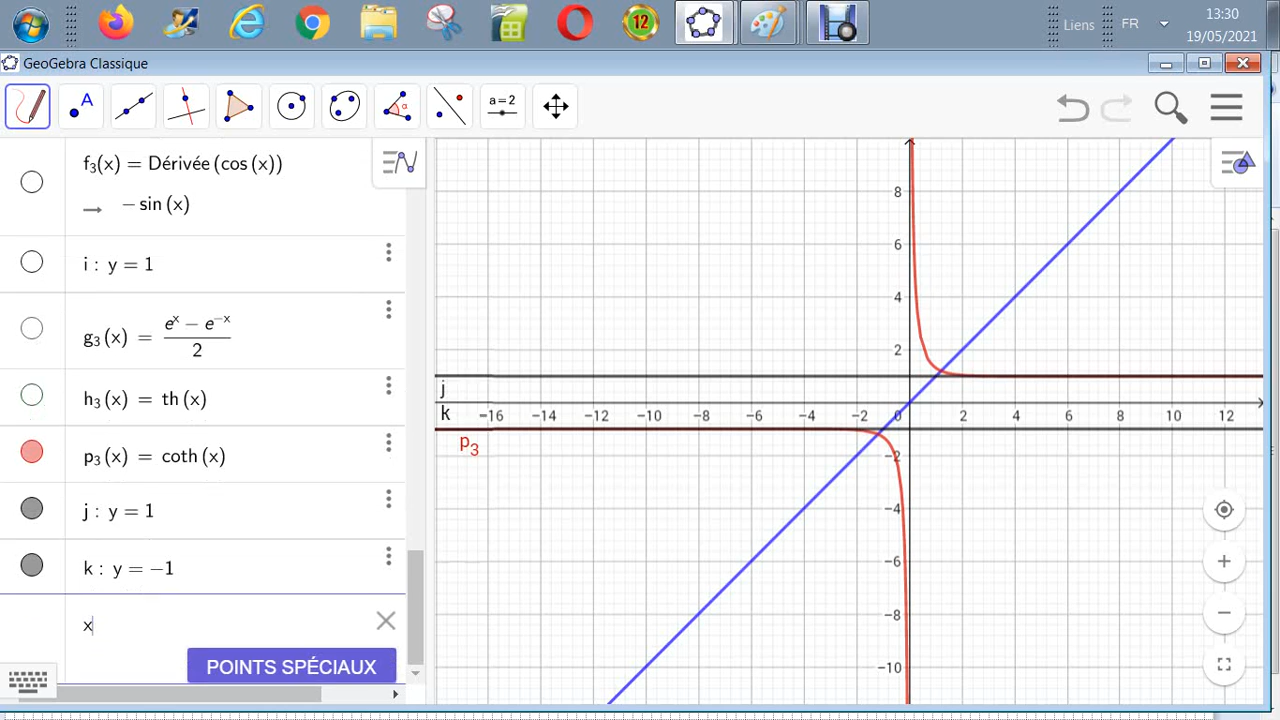 12
Liens
FR
13:30
19/05/2021
GeoGebra Classique
A
α
a = 2
f₃(x) = Dérivée (cos (x))
→ − sin (x)
i : y = 1
g₃ (x) = (eˣ − e⁻ˣ)/2
h₃ (x) = th (x)
p₃ (x) = coth (x)
j : y = 1
k : y = −1
x
POINTS SPÉCIAUX
8
6
4
2
j
k
−16 −14 −12 −10 −8 −6 −4 −2 0 2 4 6 8 10 12
p₃
−2
−4
−6
−8
−10